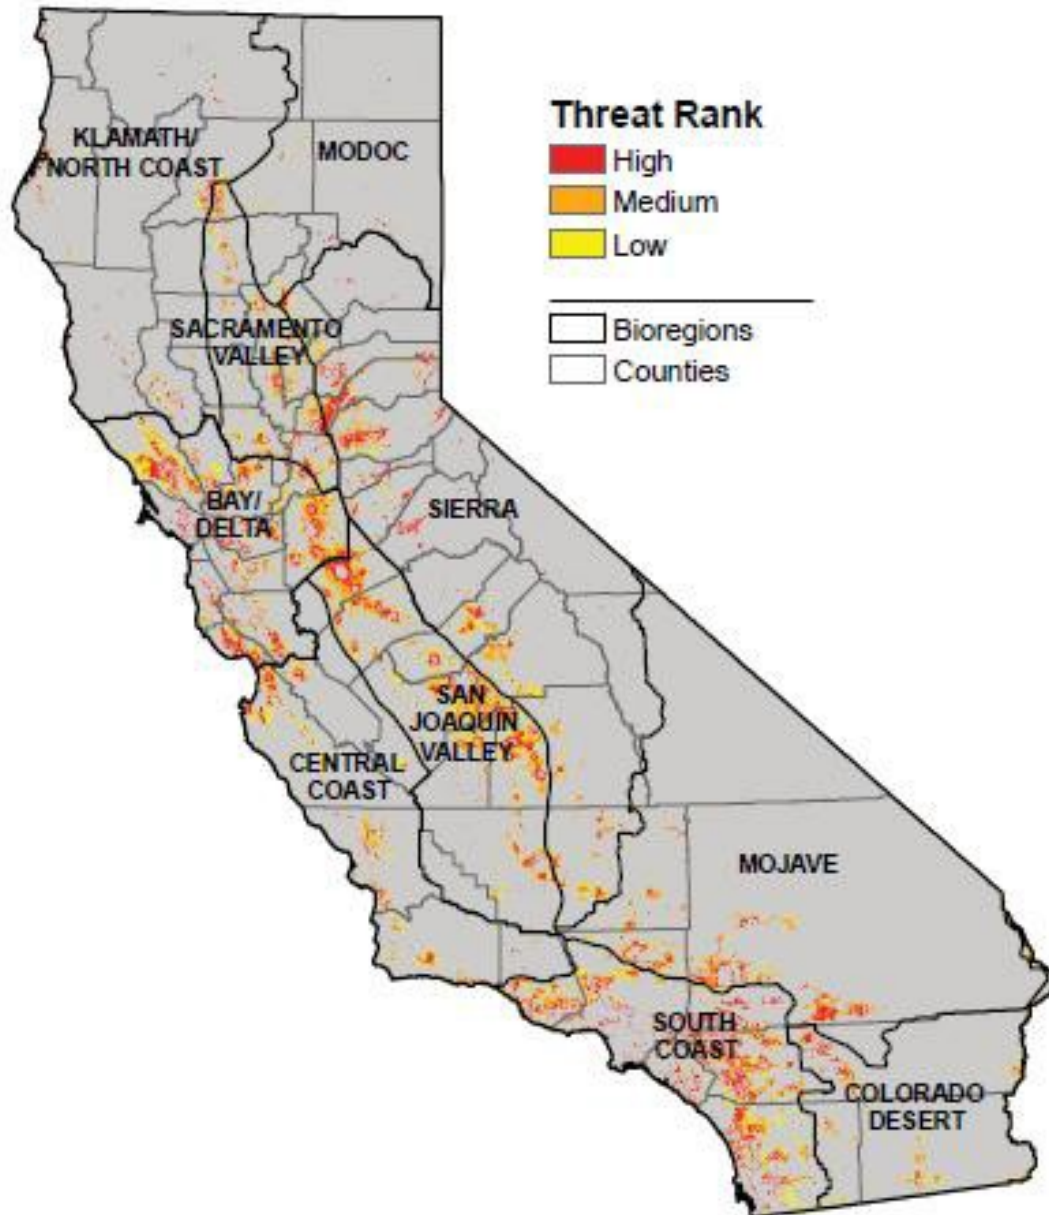 Threat Rank
High
Medium
Low
Bioregions
Counties
KLAMATH/
NORTH COAST
MODOC
SACRAMENTO
VALLEY
BAY/
DELTA
SIERRA
SAN
JOAQUIN
VALLEY
CENTRAL
COAST
MOJAVE
SOUTH
COAST
COLORADO
DESERT